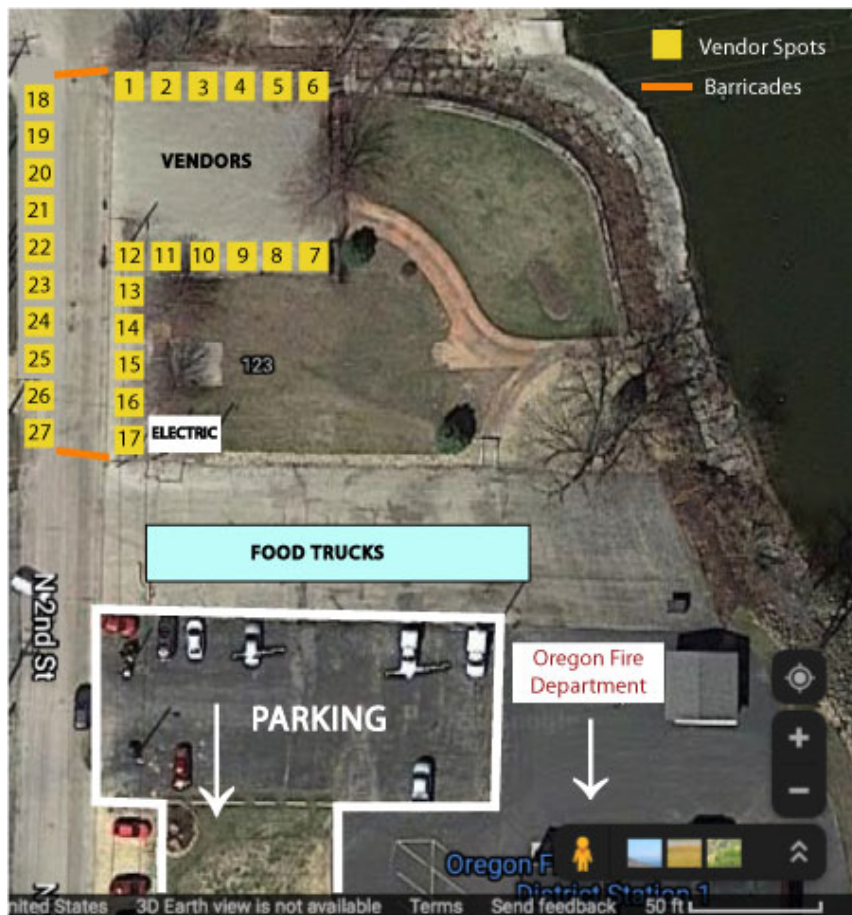 Vendor Spots
Barricades
1 2 3 4 5 6
18
19
20
21
22
23
24
25
26
27
VENDORS
12 11 10 9 8 7
13
14
15
16
17
123
ELECTRIC
FOOD TRUCKS
N 2nd St
Oregon Fire
Department
PARKING
Oregon F
District Station 1
N
nited States 3D Earth view is not available Terms Send feedback 50 ft